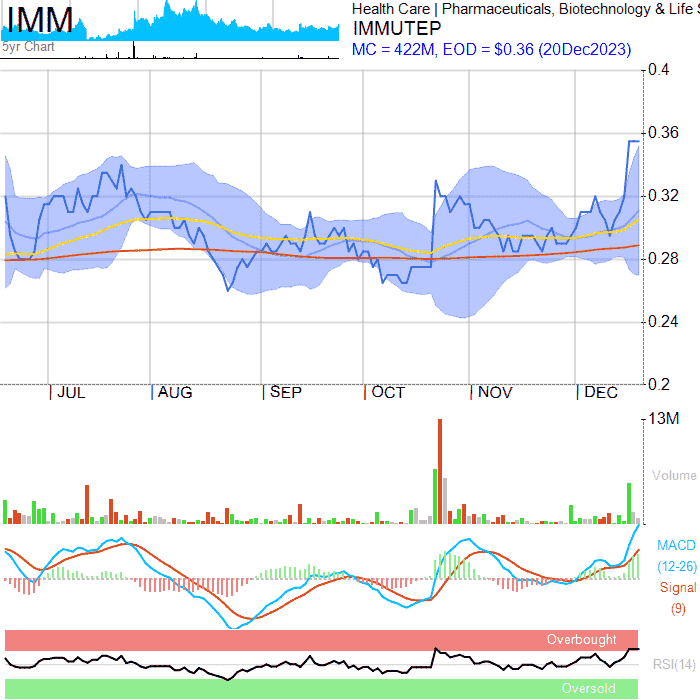 IMM
5yr Chart
Health Care | Pharmaceuticals, Biotechnology & Life
IMMUTEP
MC = 422M, EOD = $0.36 (20Dec2023)
0.4
0.36
0.32
0.28
0.24
0.2
JUL AUG SEP OCT NOV DEC
13M
Volume
MACD
(12-26)
Signal
(9)
Overbought
RSI(14)
Oversold